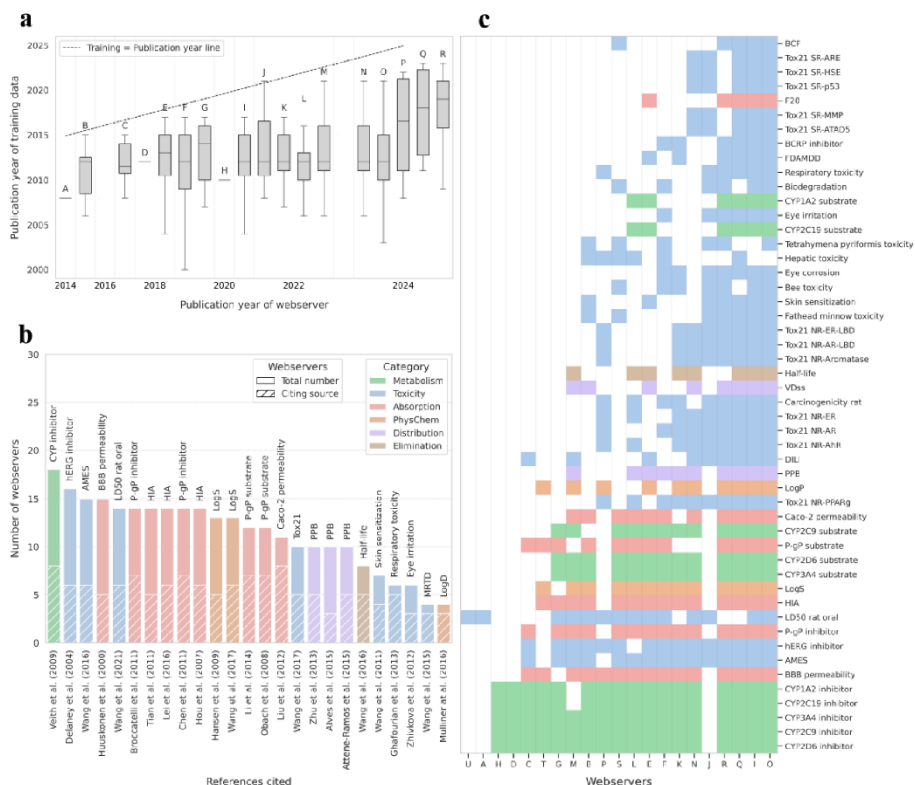 a
2025
2020
2015
2010
2005
2000
Publication year of training data
Training = Publication year line
A
B
C
D
E
F
G
H
I
J
K
L
M
N
O
P
Q
R
2014
2016
2018
2020
2022
2024
Publication year of webserver
b
30
25
20
15
10
5
0
Number of webservers
Webservers
Total number
Citing source
Category
Metabolism
Toxicity
Absorption
PhysChem
Distribution
Elimination
CYP inhibitor
hERG inhibitor
AMES
BBB permeability
LD50 rat oral
P-gP inhibitor
HIA
HIA
P-gP inhibitor
HIA
LogS
LogS
P-gP substrate
P-gP substrate
Caco-2 permeability
Tox21
PPB
PPB
PPB
Half-life
Skin sensitization
Respiratory toxicity
Eye irritation
MRTD
LogD
Veith et al. (2009)
Delaney et al. (2004)
Wang et al. (2016)
Huuskonen et al. (2000)
Wang et al. (2021)
Broccatelli et al. (2011)
Tian et al. (2011)
Lei et al. (2016)
Chen et al. (2011)
Hou et al. (2007)
Hansen et al. (2009)
Wang et al. (2017)
Li et al. (2014)
Obach et al. (2008)
Liu et al. (2012)
Wang et al. (2017)
Zhu et al. (2013)
Alves et al. (2015)
Attene-Ramos et al. (2015)
Wang et al. (2016)
Wang et al. (2011)
Ghafourian et al. (2013)
Zhivkova et al. (2012)
Wang et al. (2015)
Mulliner at al. (2016)
References cited
c
BCF
Tox21 SR-ARE
Tox21 SR-HSE
Tox21 SR-p53
F20
Tox21 SR-MMP
Tox21 SR-ATAD5
BCRP inhibitor
FDAMDD
Respiratory toxicity
Biodegradation
CYP1A2 substrate
Eye irritation
CYP2C19 substrate
Tetrahymena pyriformis toxicity
Hepatic toxicity
Eye corrosion
Bee toxicity
Skin sensitization
Fathead minnow toxicity
Tox21 NR-ER-LBD
Tox21 NR-AR-LBD
Tox21 NR-Aromatase
Half-life
VDss
Carcinogenicity rat
Tox21 NR-ER
Tox21 NR-AR
Tox21 NR-AhR
DILI
PPB
LogP
Tox21 NR-PPARg
Caco-2 permeability
CYP2C9 substrate
P-gP substrate
CYP2D6 substrate
CYP3A4 substrate
LogS
HIA
LD50 rat oral
P-gP inhibitor
hERG inhibitor
AMES
BBB permeability
CYP1A2 inhibitor
CYP2C19 inhibitor
CYP3A4 inhibitor
CYP2C9 inhibitor
CYP2D6 inhibitor
U A H D C T G M B P S L E F K N J R Q I O
Webservers